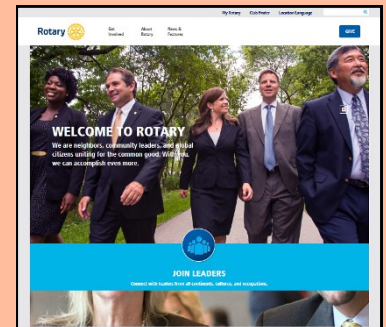 My Rotary Club Finder Location/Language
Rotary
Get Involved
About Rotary
News & Features
GIVE
WELCOME TO ROTARY
We are neighbors, community leaders, and global
citizens uniting for the common good. With you,
we can accomplish even more.
JOIN LEADERS
Connect with leaders from all continents, cultures, and occupations.